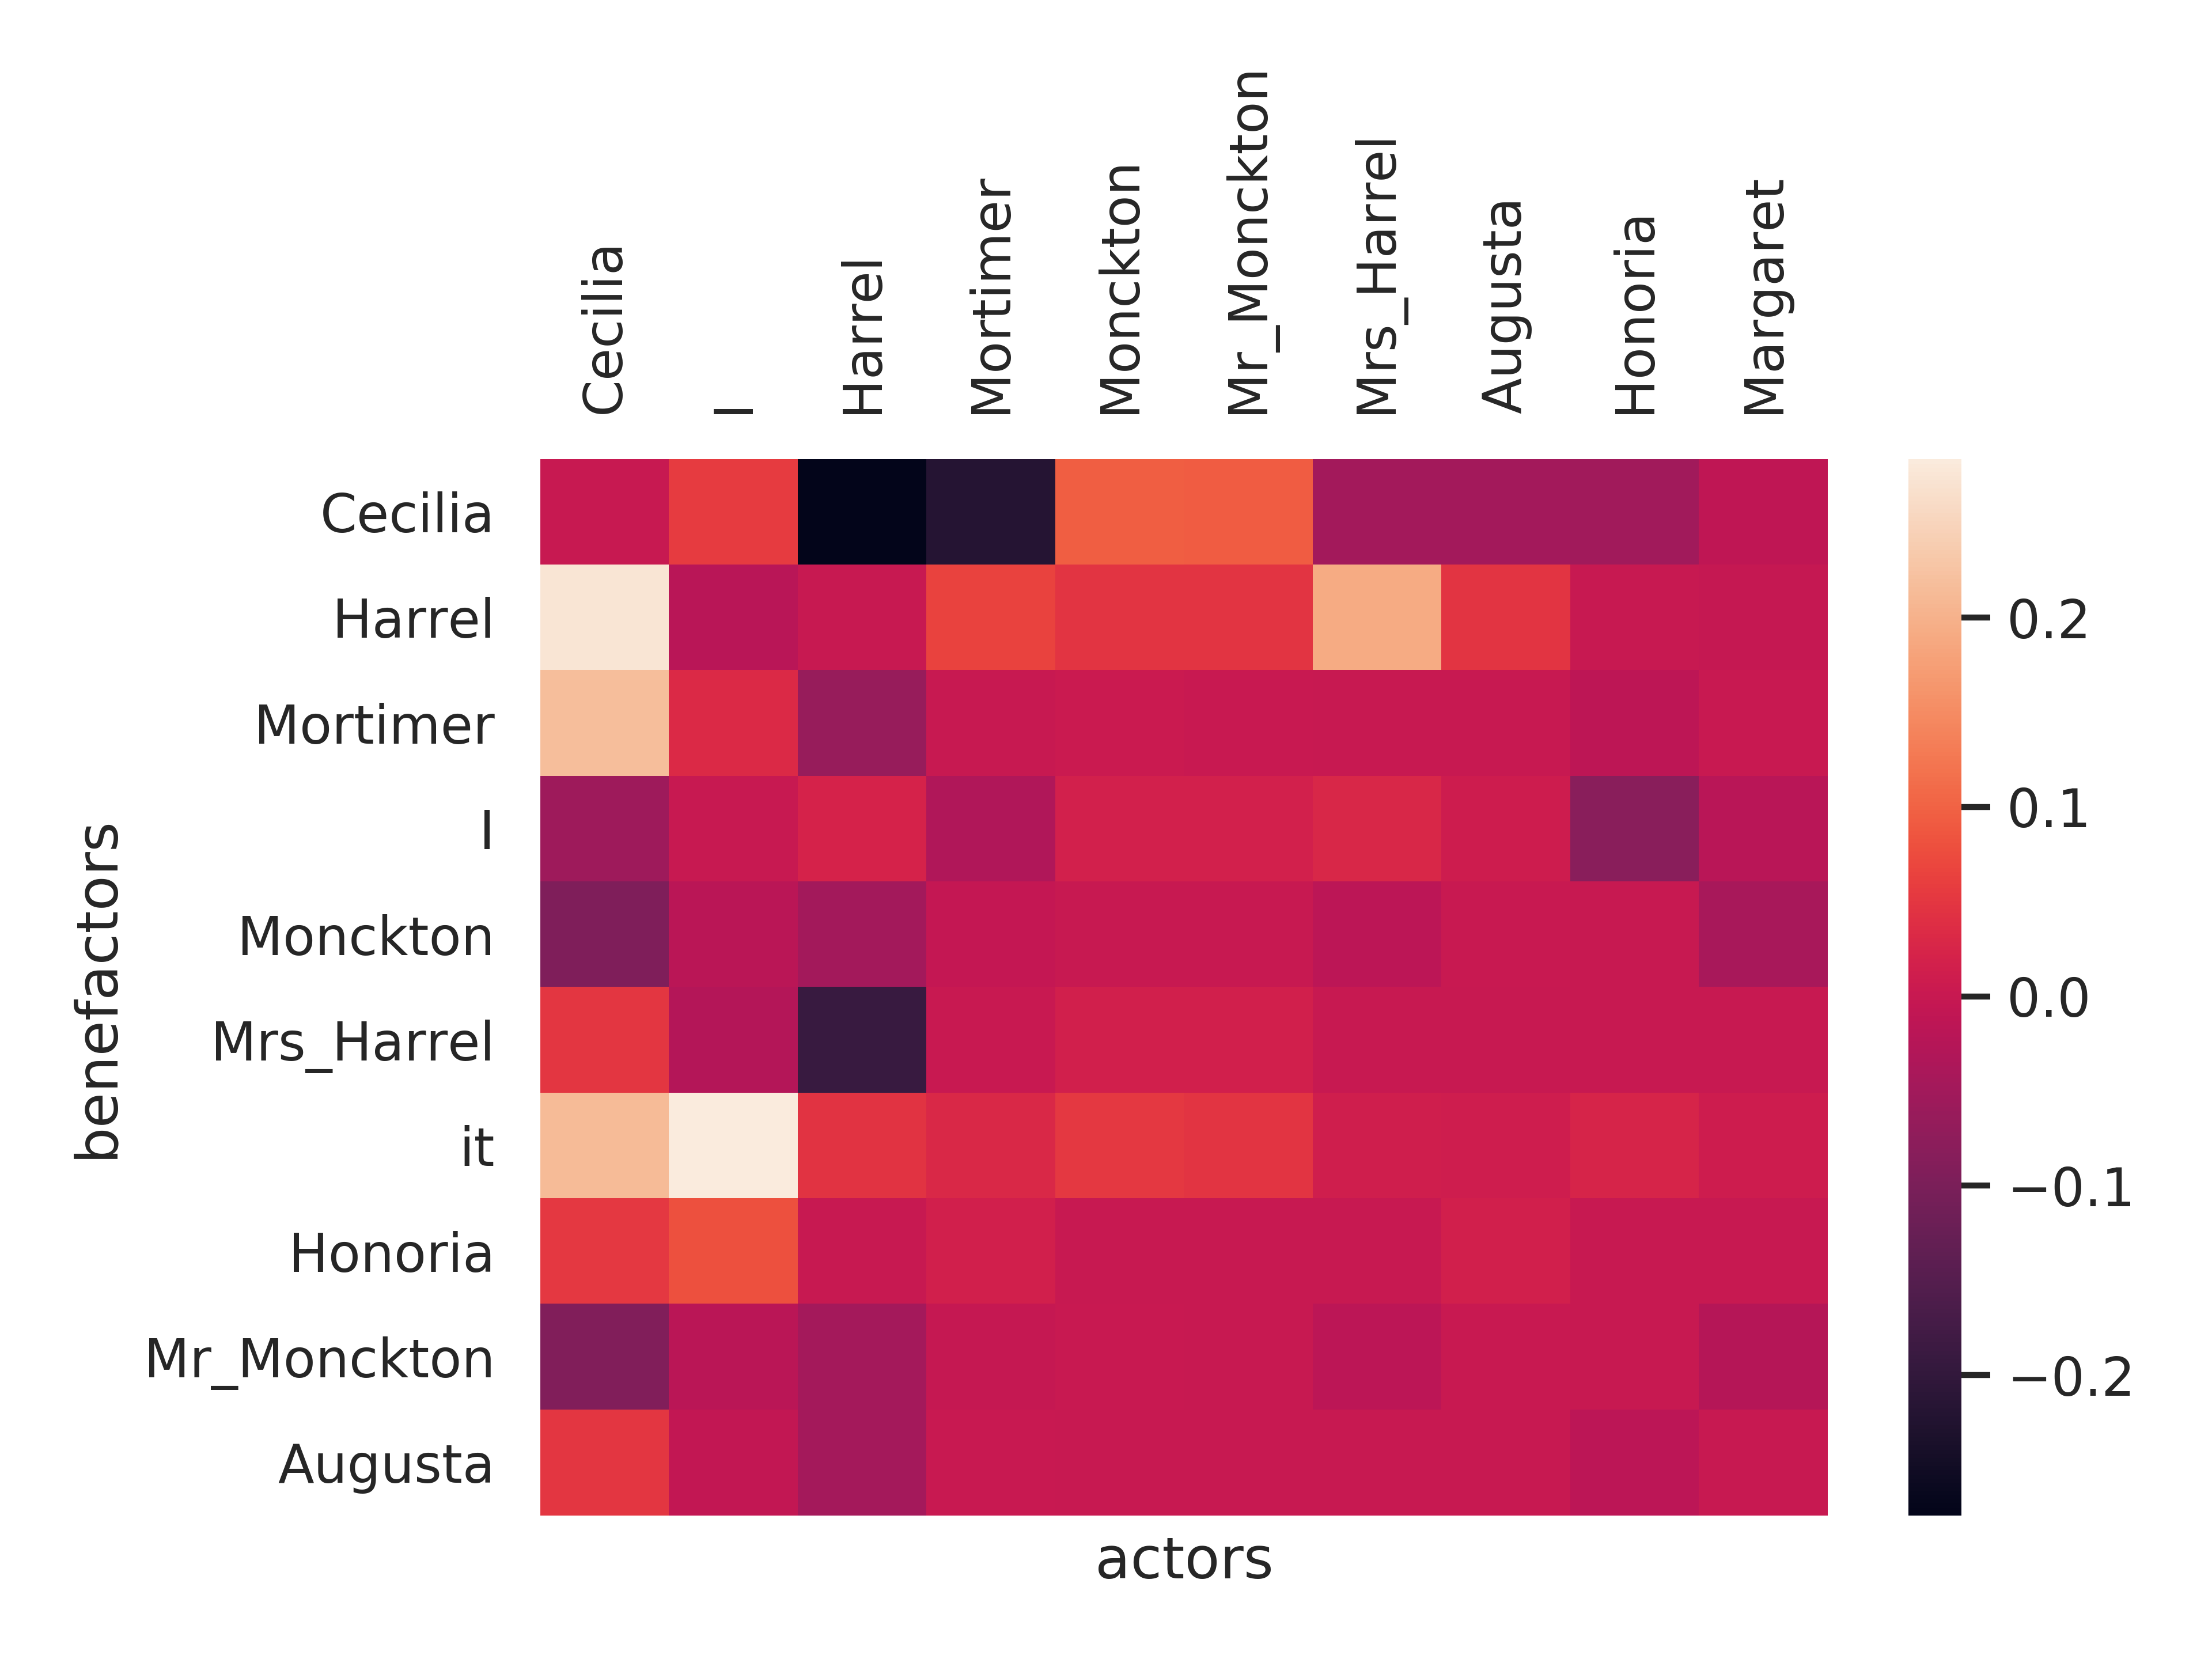 Cecilia
I
Harrel
Mortimer
Monckton
Mr_Monckton
Mrs_Harrel
Augusta
Honoria
Margaret
benefactors
Cecilia
Harrel
Mortimer
I
Monckton
Mrs_Harrel
it
Honoria
Mr_Monckton
Augusta
actors
0.2
0.1
0.0
−0.1
−0.2